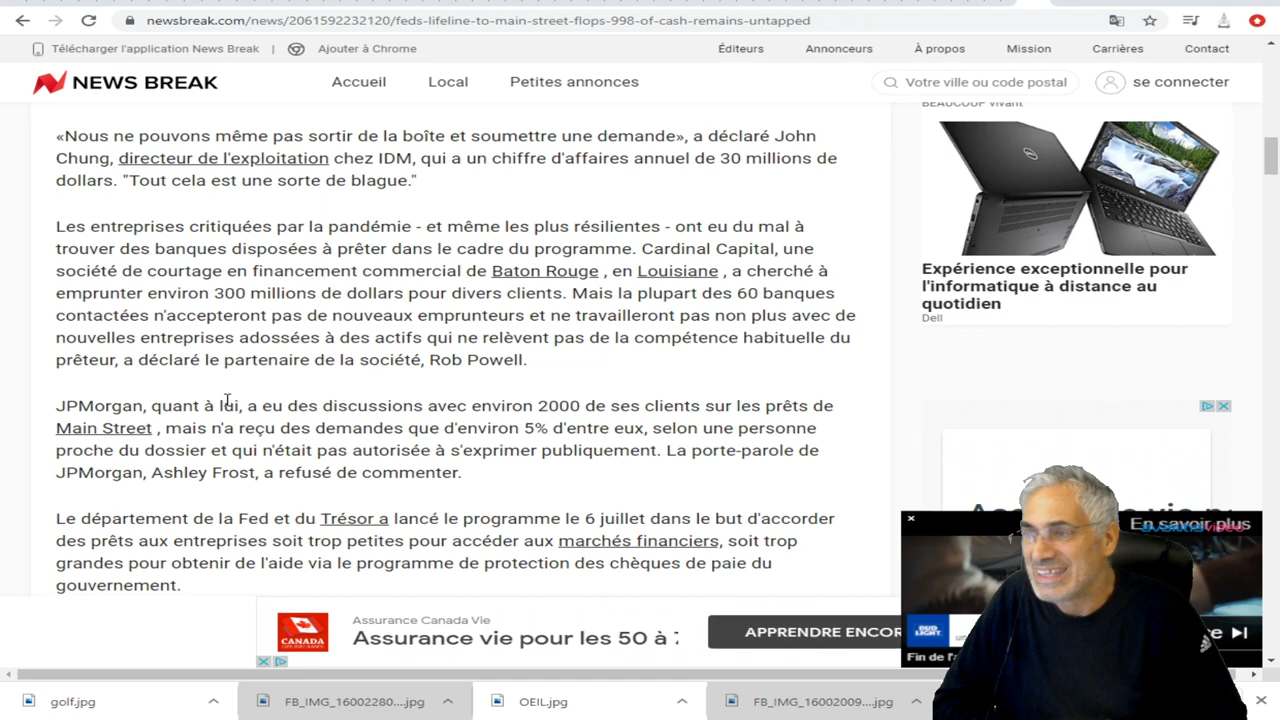 newsbreak.com/news/2061592232120/feds-lifeline-to-main-street-flops-998-of-cash-remains-untapped
Télécharger l'application News Break | Ajouter à Chrome
Éditeurs Annonceurs À propos Mission Carrières Contact
NEWS BREAK Accueil Local Petites annonces Votre ville ou code postal se connecter
«Nous ne pouvons même pas sortir de la boîte et soumettre une demande», a déclaré John
Chung, directeur de l'exploitation chez IDM, qui a un chiffre d'affaires annuel de 30 millions de
dollars. "Tout cela est une sorte de blague."
Les entreprises critiquées par la pandémie - et même les plus résilientes - ont eu du mal à
trouver des banques disposées à prêter dans le cadre du programme. Cardinal Capital, une
société de courtage en financement commercial de Baton Rouge , en Louisiane , a cherché à
emprunter environ 300 millions de dollars pour divers clients. Mais la plupart des 60 banques
contactées n'accepteront pas de nouveaux emprunteurs et ne travailleront pas non plus avec de
nouvelles entreprises adossées à des actifs qui ne relèvent pas de la compétence habituelle du
prêteur, a déclaré le partenaire de la société, Rob Powell.
JPMorgan, quant à lui, a eu des discussions avec environ 2000 de ses clients sur les prêts de
Main Street , mais n'a reçu des demandes que d'environ 5% d'entre eux, selon une personne
proche du dossier et qui n'était pas autorisée à s'exprimer publiquement. La porte-parole de
JPMorgan, Ashley Frost, a refusé de commenter.
Le département de la Fed et du Trésor a lancé le programme le 6 juillet dans le but d'accorder
des prêts aux entreprises soit trop petites pour accéder aux marchés financiers, soit trop
grandes pour obtenir de l'aide via le programme de protection des chèques de paie du
gouvernement.
BEAUCOUP vivant
DELL
Expérience exceptionnelle pour
l'informatique à distance au
quotidien
Dell
En savoir plus
BUD
LIGHT
Fin de l'a
Assurance Canada Vie
Assurance vie pour les 50 à 7
APPRENDRE ENCOR
CANADA
golf.jpg
FB_IMG_16002280....jpg
OEIL.jpg
FB_IMG_16002009....jpg